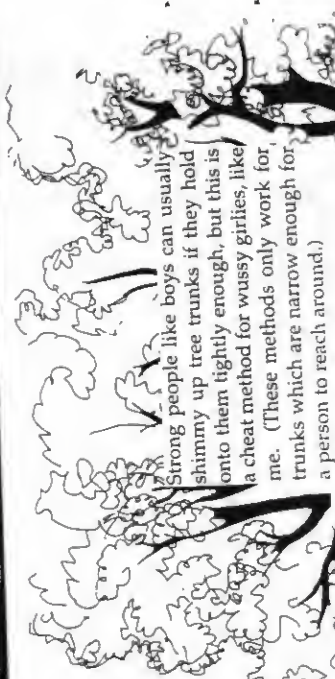 Strong people like boys can usually
shimmy up tree trunks if they hold
onto them tightly enough, but this is
a cheat method for wussy girlies, like
me. (These methods only work for
trunks which are narrow enough for
a person to reach around.)